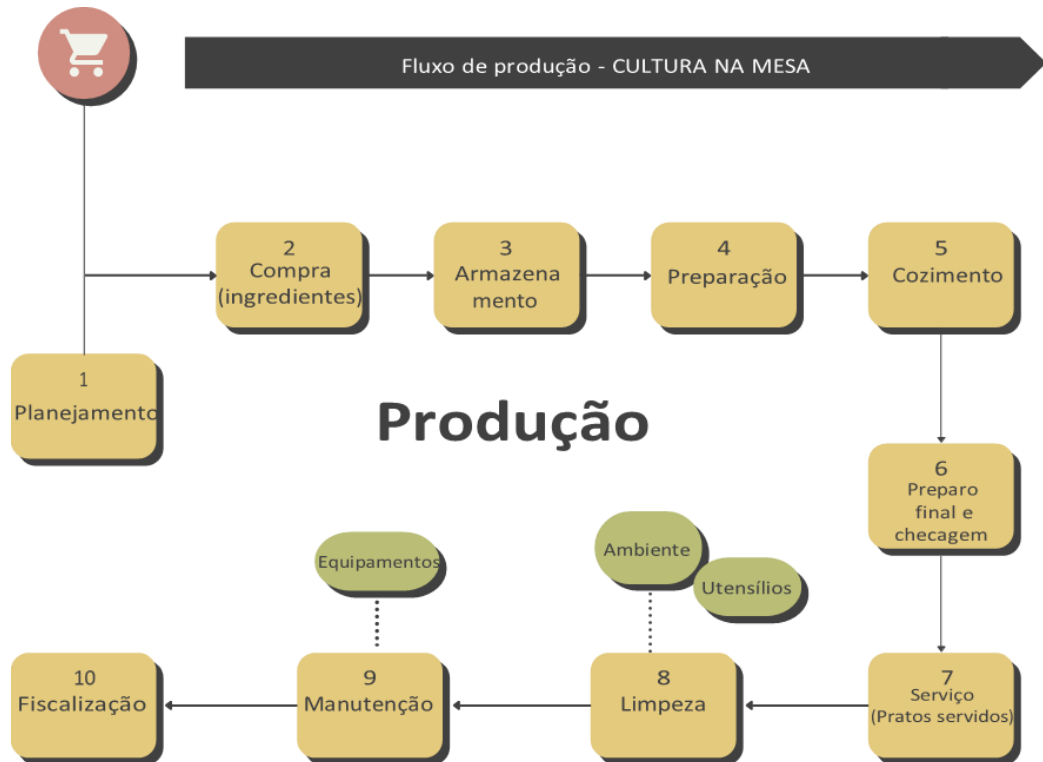 Fluxo de produção - CULTURA NA MESA
1
Planejamento
2
Compra
(ingredientes)
3
Armazena
mento
4
Preparação
5
Cozimento
Produção
6
Preparo
final e
checagem
7
Serviço
(Pratos servidos)
Ambiente
Utensílios
8
Limpeza
Equipamentos
9
Manutenção
10
Fiscalização